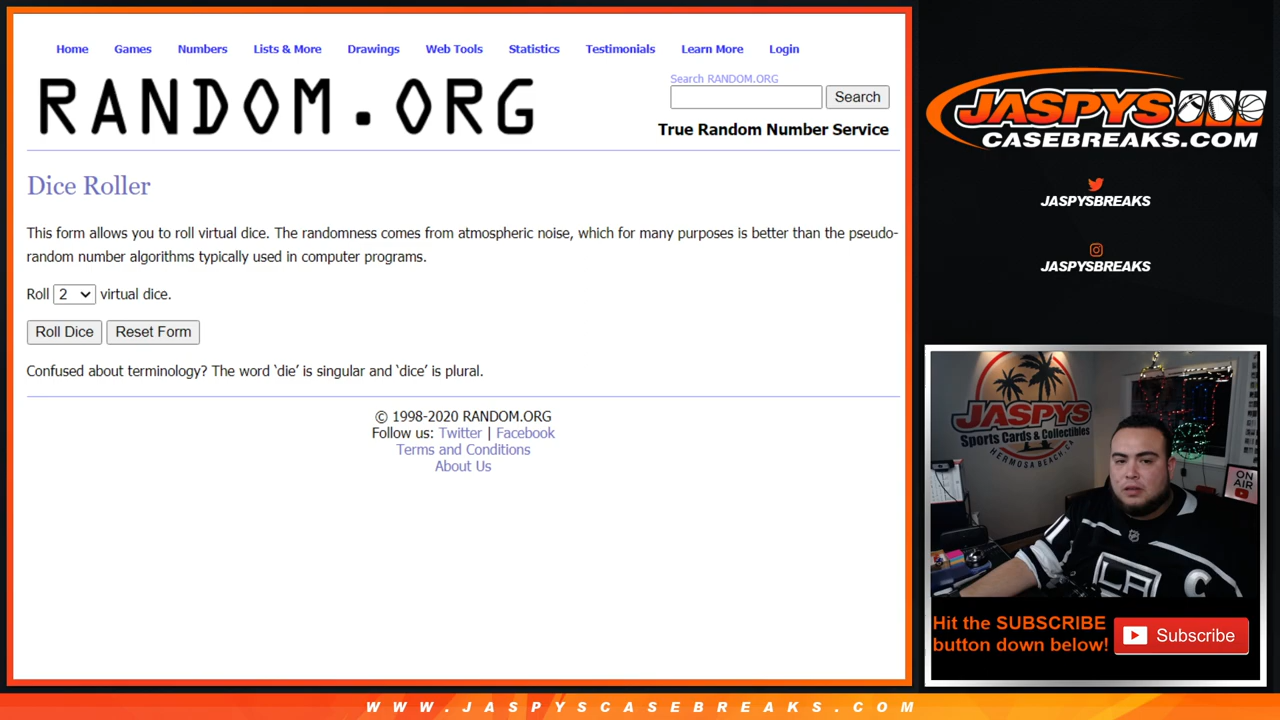 Home Games Numbers Lists & More Drawings Web Tools Statistics Testimonials Learn More Login
RANDOM.ORG
Search RANDOM.ORG
Search
True Random Number Service
Dice Roller
This form allows you to roll virtual dice. The randomness comes from atmospheric noise, which for many purposes is better than the pseudo-
random number algorithms typically used in computer programs.
Roll 2 virtual dice.
Roll Dice Reset Form
Confused about terminology? The word ‘die’ is singular and ‘dice’ is plural.
© 1998-2020 RANDOM.ORG
Follow us: Twitter | Facebook
Terms and Conditions
About Us
JASPYS
CASEBREAKS.COM
JASPYSBREAKS
JASPYSBREAKS
JASPYS
Sports Cards & Collectibles
HERMOSA BEACH CA
ON
AIR
LA
C
Hit the SUBSCRIBE
button down below!
Subscribe
WWW.JASPYSCASEBREAKS.COM